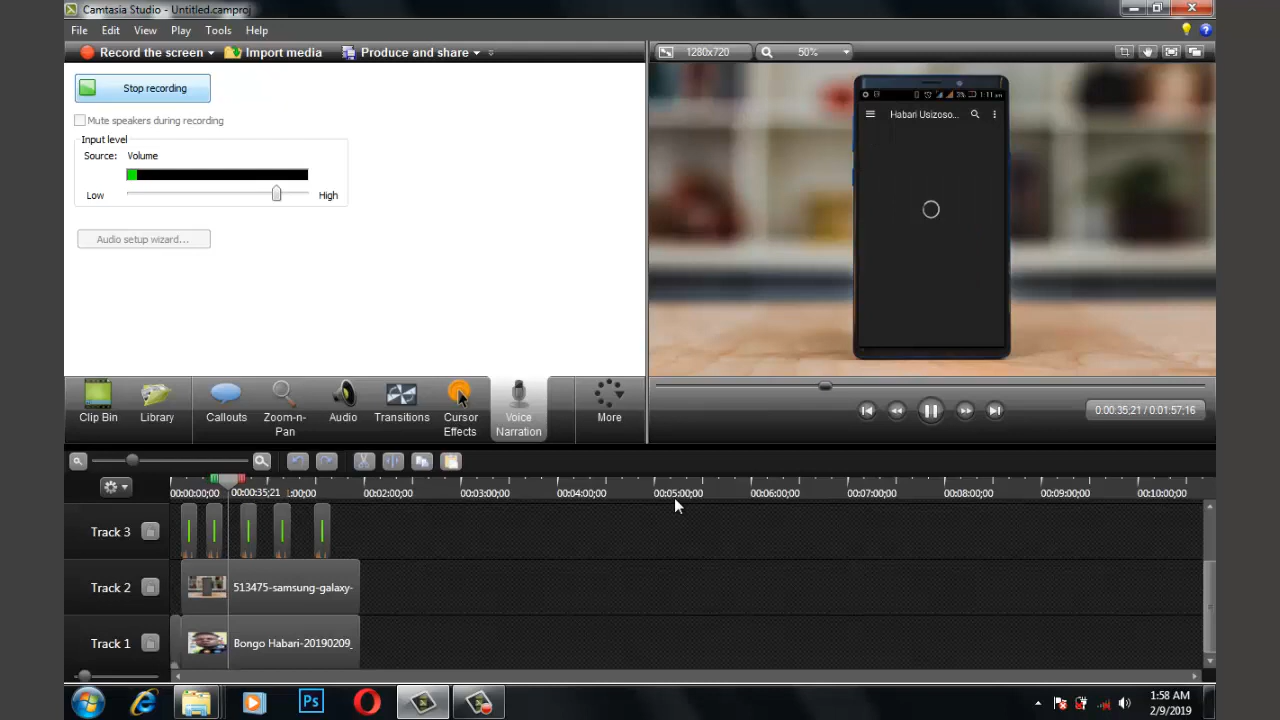 Camtasia Studio - Untitled.camproj
File Edit View Play Tools Help
Record the screen Import media Produce and share
1280x720 50%
Stop recording
Mute speakers during recording
Input level
Source: Volume
Low High
Audio setup wizard...
1:11
Habari Usizoso...
Clip Bin
Library
Callouts
Zoom-n-Pan
Audio
Transitions
Cursor Effects
Voice Narration
More
0:00:35;21 / 0:01:57;16
00:00:00;00 00:00:35;21 :00;00 00:02:00;00 00:03:00;00 00:04:00;00 00:05:00;00 00:06:00;00 00:07:00;00 00:08:00;00 00:09:00;00 00:10:00;00
Track 3
Track 2 513475-samsung-galaxy-
Track 1 Bongo Habari-20190209_
Ps
1:58 AM
2/9/2019